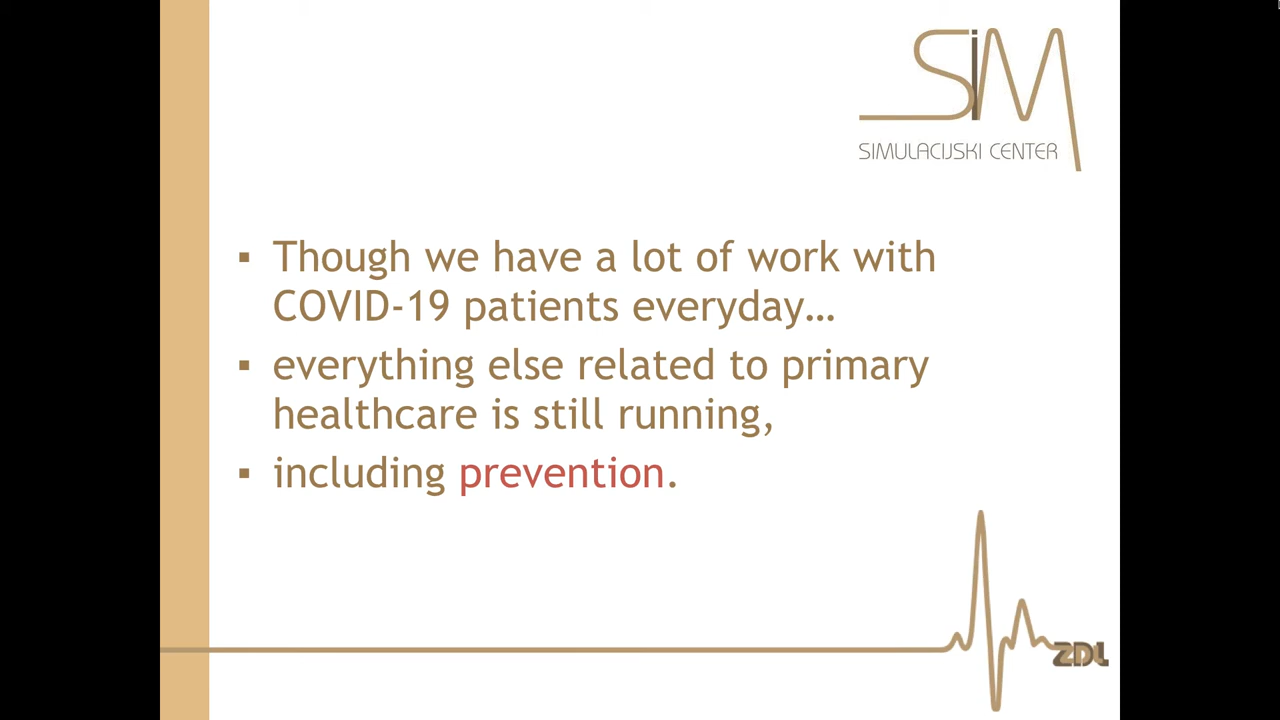 SiM
SIMULACIJSKI CENTER
▪ Though we have a lot of work with
COVID-19 patients everyday…
▪ everything else related to primary
healthcare is still running,
▪ including prevention.
ZDL